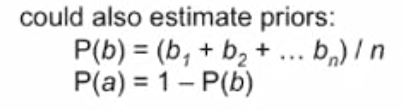 could also estimate priors:
P(b) = (b₁ + b₂ + ... bₙ) / n
P(a) = 1 – P(b)